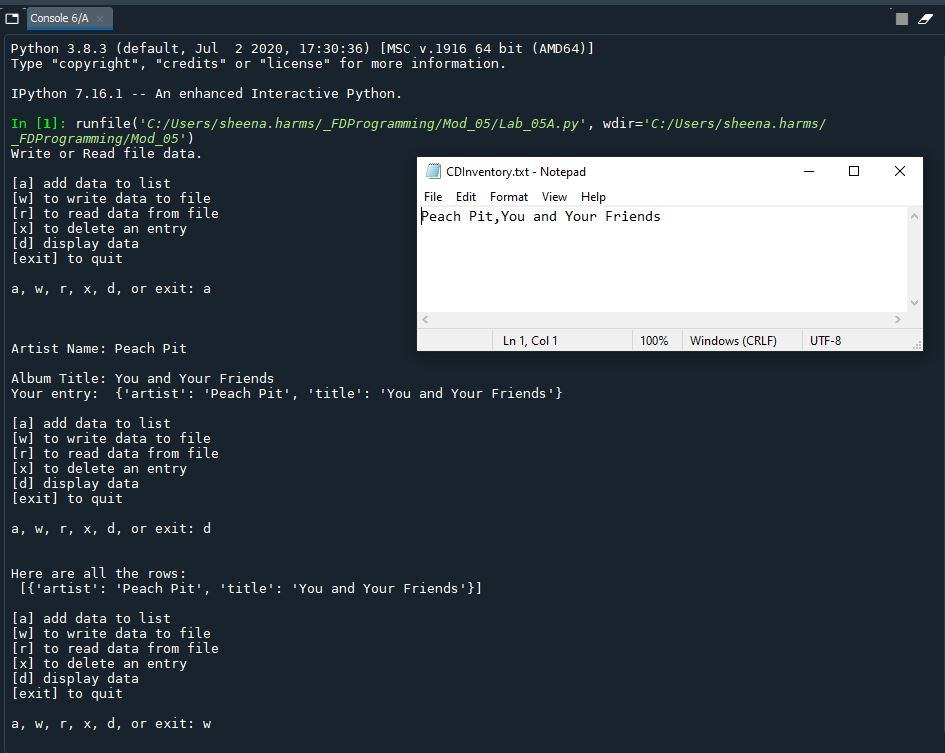 Console 6/A
Python 3.8.3 (default, Jul  2 2020, 17:30:36) [MSC v.1916 64 bit (AMD64)]
Type "copyright", "credits" or "license" for more information.
IPython 7.16.1 -- An enhanced Interactive Python.
In [1]: runfile('C:/Users/sheena.harms/_FDProgramming/Mod_05/Lab_05A.py', wdir='C:/Users/sheena.harms/
_FDProgramming/Mod_05')
Write or Read file data.
[a] add data to list
[w] to write data to file
[r] to read data from file
[x] to delete an entry
[d] display data
[exit] to quit
a, w, r, x, d, or exit: a
Artist Name: Peach Pit
Album Title: You and Your Friends
Your entry:  {'artist': 'Peach Pit', 'title': 'You and Your Friends'}
[a] add data to list
[w] to write data to file
[r] to read data from file
[x] to delete an entry
[d] display data
[exit] to quit
a, w, r, x, d, or exit: d
Here are all the rows:
 [{'artist': 'Peach Pit', 'title': 'You and Your Friends'}]
[a] add data to list
[w] to write data to file
[r] to read data from file
[x] to delete an entry
[d] display data
[exit] to quit
a, w, r, x, d, or exit: w
CDInventory.txt - Notepad
File Edit Format View Help
Peach Pit,You and Your Friends
Ln 1, Col 1 100% Windows (CRLF) UTF-8